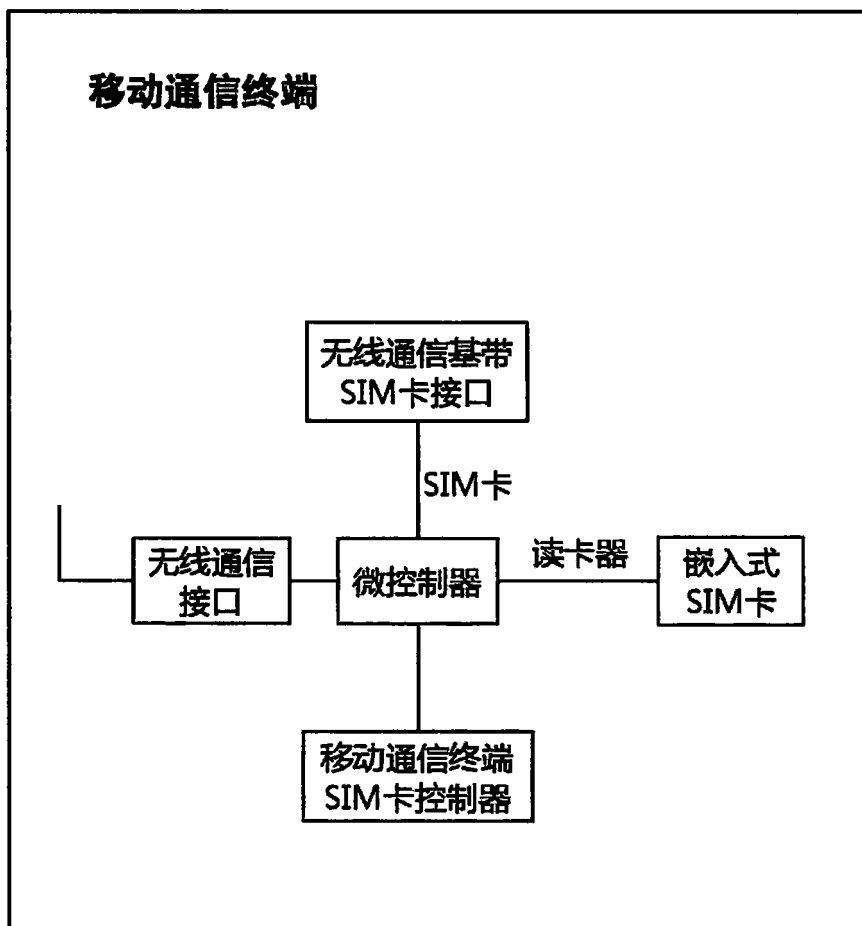 移动通信终端
无线通信基带
SIM卡接口
SIM卡
无线通信
接口
微控制器
读卡器
嵌入式
SIM卡
移动通信终端
SIM卡控制器